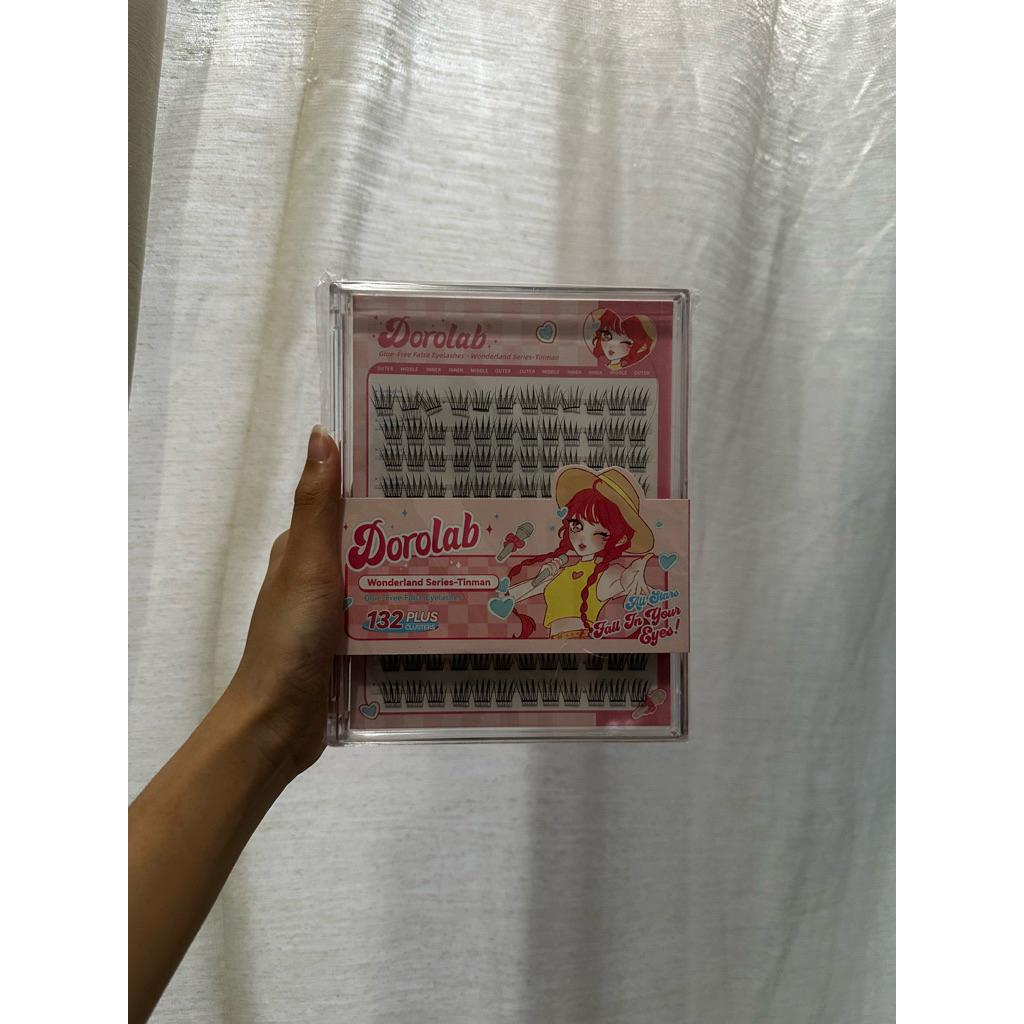 Dorolab
Glue-Free False Eyelashes - Wonderland Series-Tinman
OUTER MIDDLE INNER INNER MIDDLE OUTER OUTER MIDDLE INNER INNER MIDDLE OUTER
Dorolab
Wonderland Series-Tinman
Glue-Free False Eyelashes
132 PLUS
CLUSTERS
All Stars
Fall In Your
Eyes!